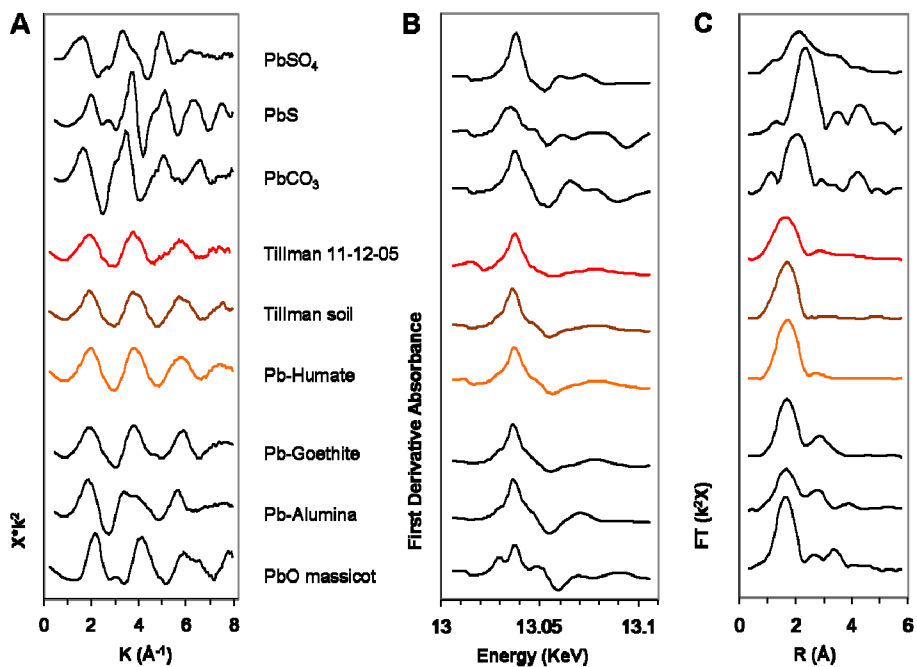 A
B
C
PbSO₄
PbS
PbCO₃
Tillman 11-12-05
Tillman soil
Pb-Humate
Pb-Goethite
Pb-Alumina
PbO massicot
Χ*K²
First Derivative Absorbance
FT (K²X)
0 2 4 6 8
13 13.05 13.1
0 2 4 6
K (Å⁻¹)
Energy (KeV)
R (Å)